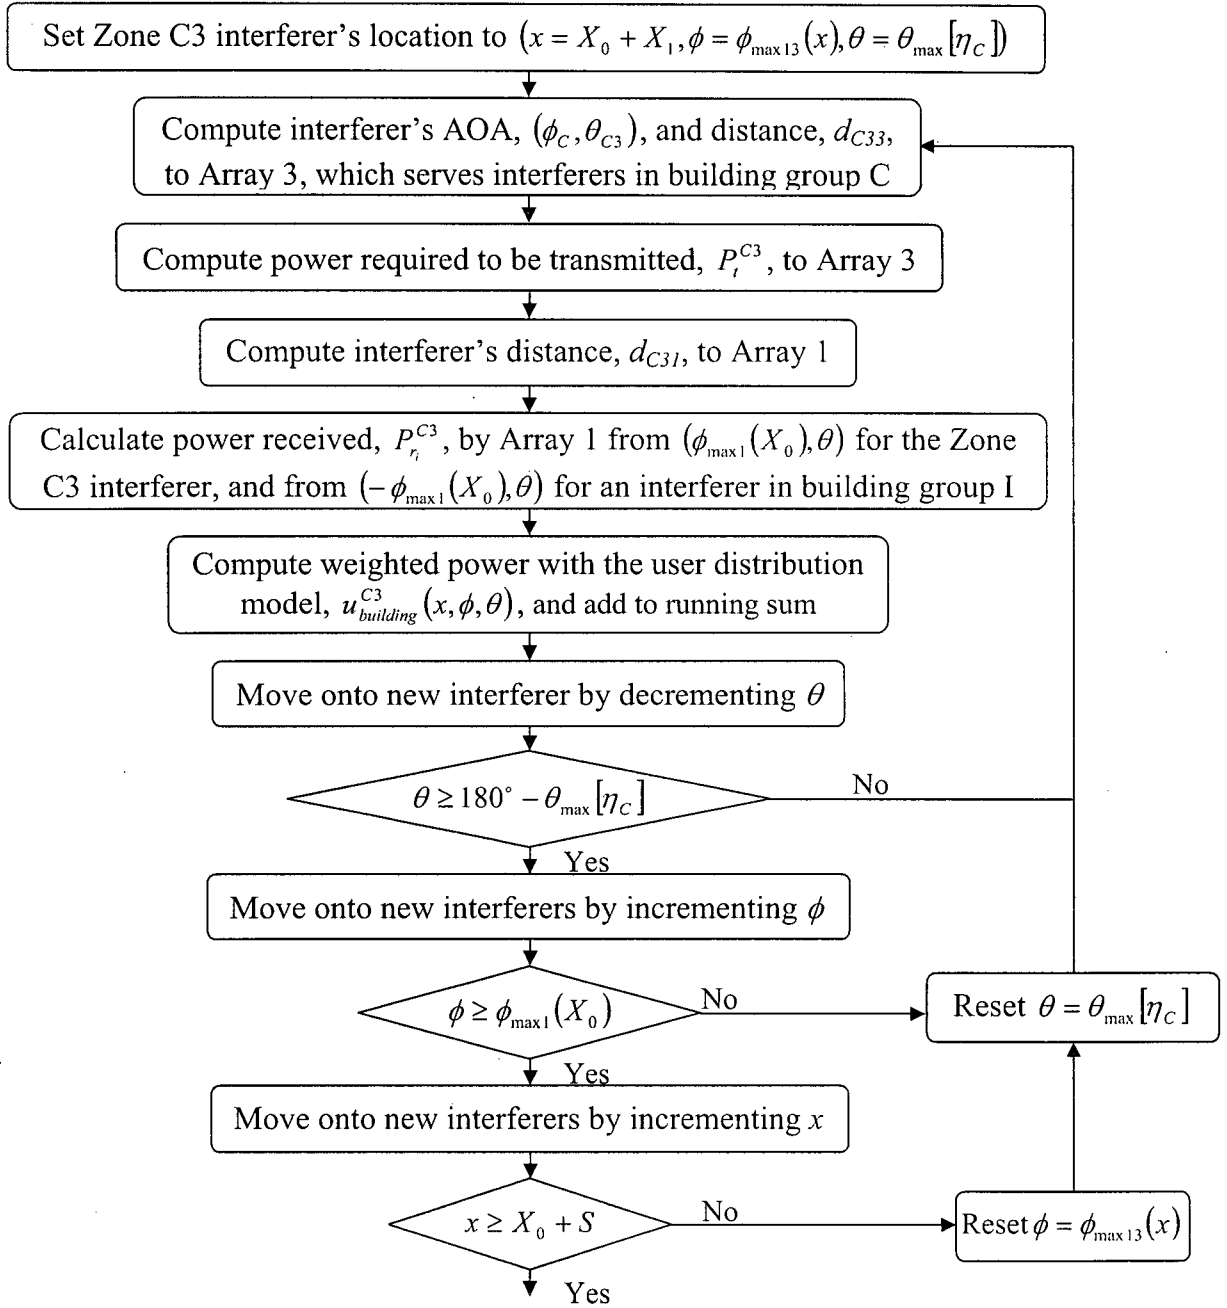 Set Zone C3 interferer's location to (x = X₀ + X₁, ϕ = ϕ_max13(x), θ = θ_max[η_C])
Compute interferer's AOA, (ϕ_C, θ_C3), and distance, d_C33,
to Array 3, which serves interferers in building group C
Compute power required to be transmitted, P_t^C3, to Array 3
Compute interferer's distance, d_C31, to Array 1
Calculate power received, P_r_i^C3, by Array 1 from (ϕ_max1(X₀), θ) for the Zone
C3 interferer, and from (−ϕ_max1(X₀), θ) for an interferer in building group I
Compute weighted power with the user distribution
model, u_building^C3(x, ϕ, θ), and add to running sum
Move onto new interferer by decrementing θ
θ ≥ 180° − θ_max[η_C]
No
Yes
Move onto new interferers by incrementing ϕ
ϕ ≥ ϕ_max1(X₀)
No
Reset θ = θ_max[η_C]
Yes
Move onto new interferers by incrementing x
x ≥ X₀ + S
No
Reset ϕ = ϕ_max13(x)
Yes